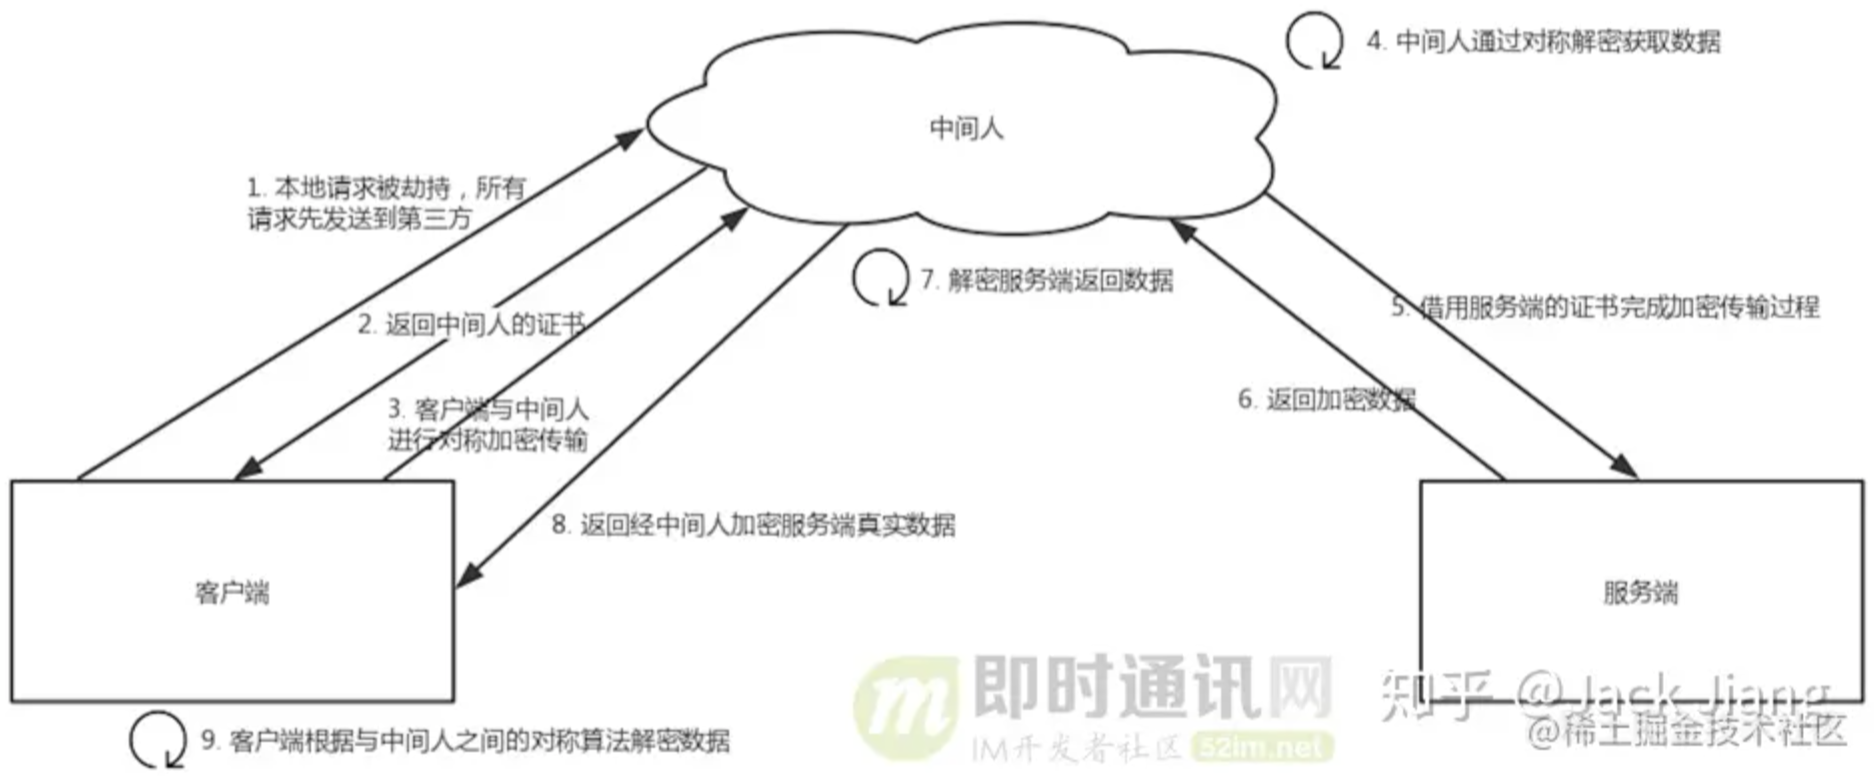 4. 中间人通过对称解密获取数据
中间人
1. 本地请求被劫持，所有
请求先发送到第三方
7. 解密服务端返回数据
2. 返回中间人的证书
5. 借用服务端的证书完成加密传输过程
3. 客户端与中间人
进行对称加密传输
6. 返回加密数据
8. 返回经中间人加密服务端真实数据
客户端
服务端
9. 客户端根据与中间人之间的对称算法解密数据
m
即时通讯网
IM开发者社区 52im.net
知乎 @Jack Jiang
@稀土掘金技术社区